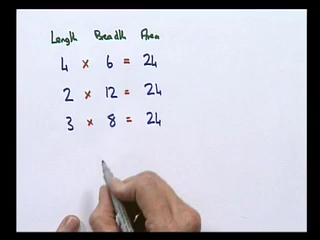 Length Breadth Area
4 × 6 = 24
2 × 12 = 24
3 × 8 = 24